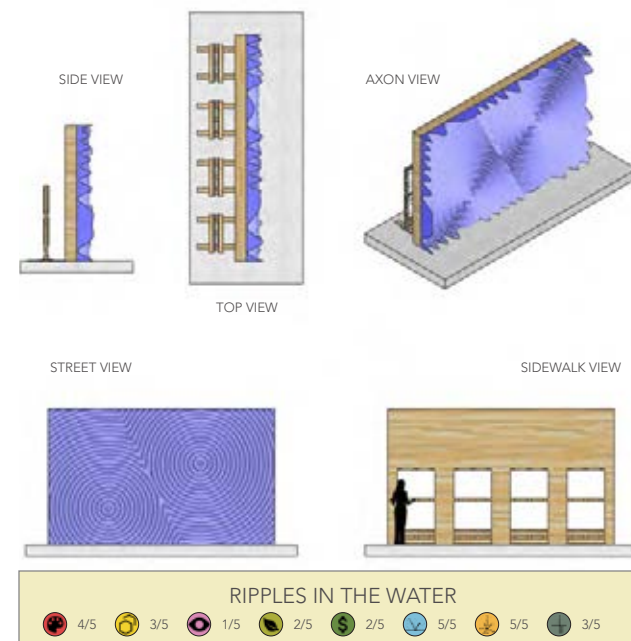 SIDE VIEW
AXON VIEW
TOP VIEW
STREET VIEW
SIDEWALK VIEW
RIPPLES IN THE WATER
4/5 3/5 1/5 2/5 $ 2/5 5/5 5/5 3/5